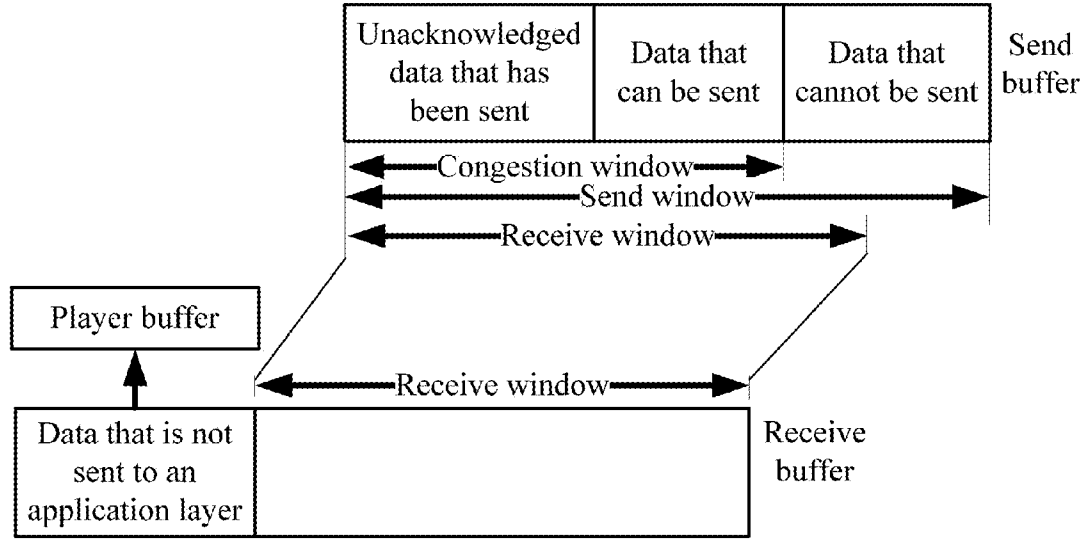 Unacknowledged
data that has
been sent
Data that
can be sent
Data that
cannot be sent
Send
buffer
Congestion window
Send window
Receive window
Player buffer
Receive window
Data that is not
sent to an
application layer
Receive
buffer